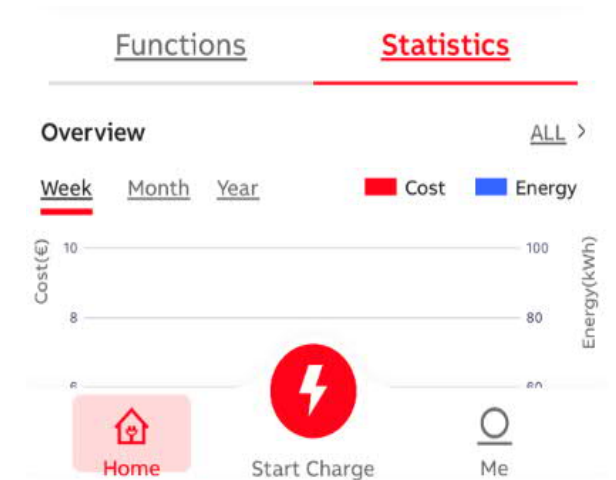 Functions Statistics
Overview ALL >
Week Month Year Cost Energy
Cost(€) 10 100 Energy(kWh)
8 80
Home Start Charge Me